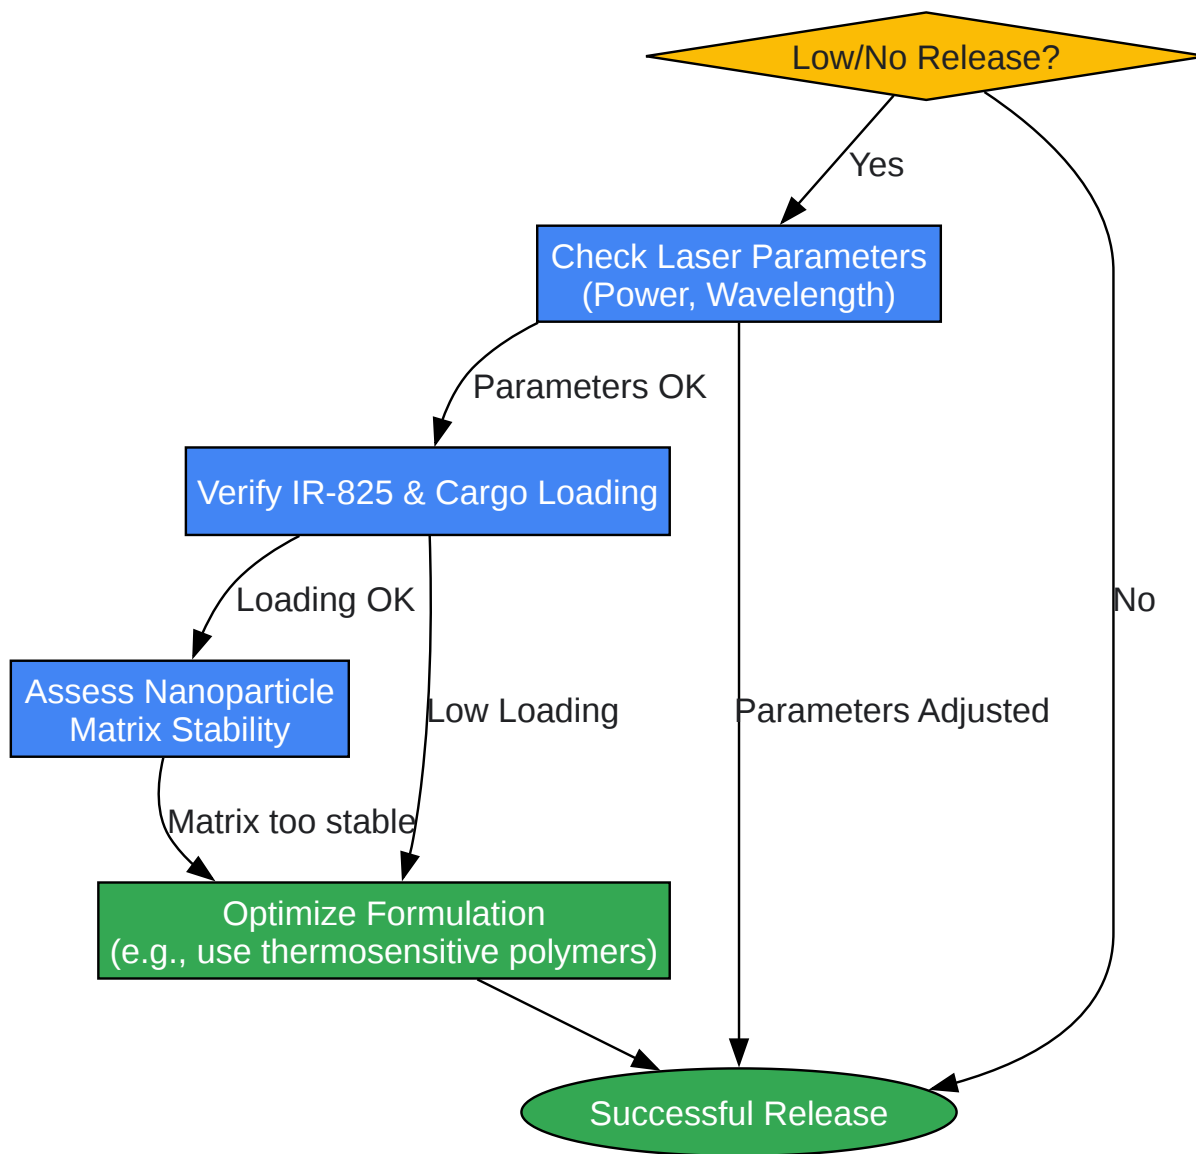 Low/No Release?
Yes
Check Laser Parameters
(Power, Wavelength)
Parameters OK
Verify IR-825 & Cargo Loading
Loading OK
No
Assess Nanoparticle
Matrix Stability
Low Loading
Parameters Adjusted
Matrix too stable
Optimize Formulation
(e.g., use thermosensitive polymers)
Successful Release